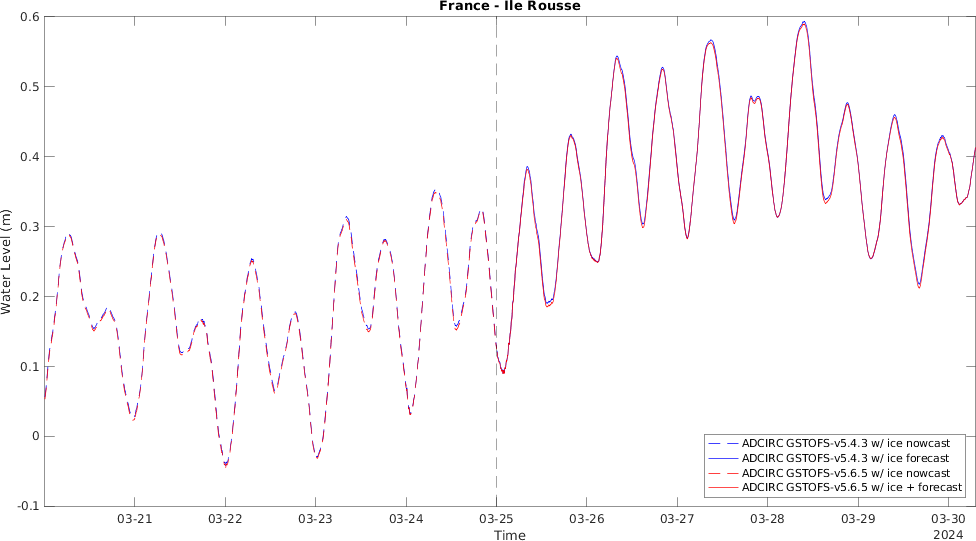 France - Ile Rousse
0.6
0.5
0.4
0.3
0.2
0.1
0
-0.1
Water Level (m)
03-21
03-22
03-23
03-24
03-25
03-26
03-27
03-28
03-29
03-30
Time
2024
ADCIRC GSTOFS-v5.4.3 w/ ice nowcast
ADCIRC GSTOFS-v5.4.3 w/ ice forecast
ADCIRC GSTOFS-v5.6.5 w/ ice nowcast
ADCIRC GSTOFS-v5.6.5 w/ ice + forecast